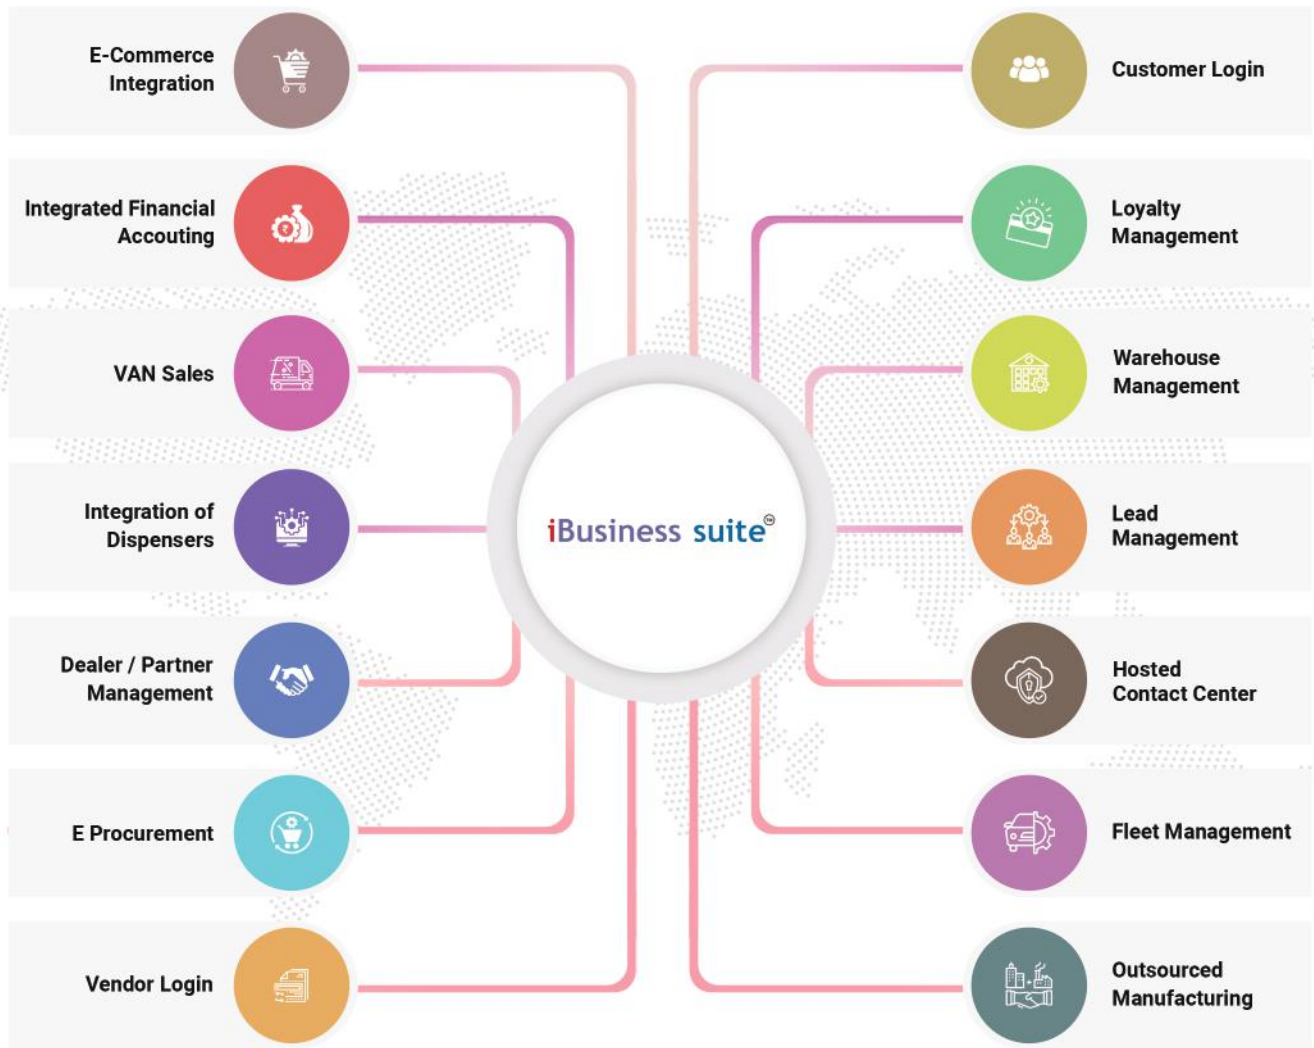 E-Commerce
Integration
Integrated Financial
Accouting
VAN Sales
Integration of
Dispensers
Dealer / Partner
Management
E Procurement
Vendor Login
iBusiness suite™
Customer Login
Loyalty
Management
Warehouse
Management
Lead
Management
Hosted
Contact Center
Fleet Management
Outsourced
Manufacturing